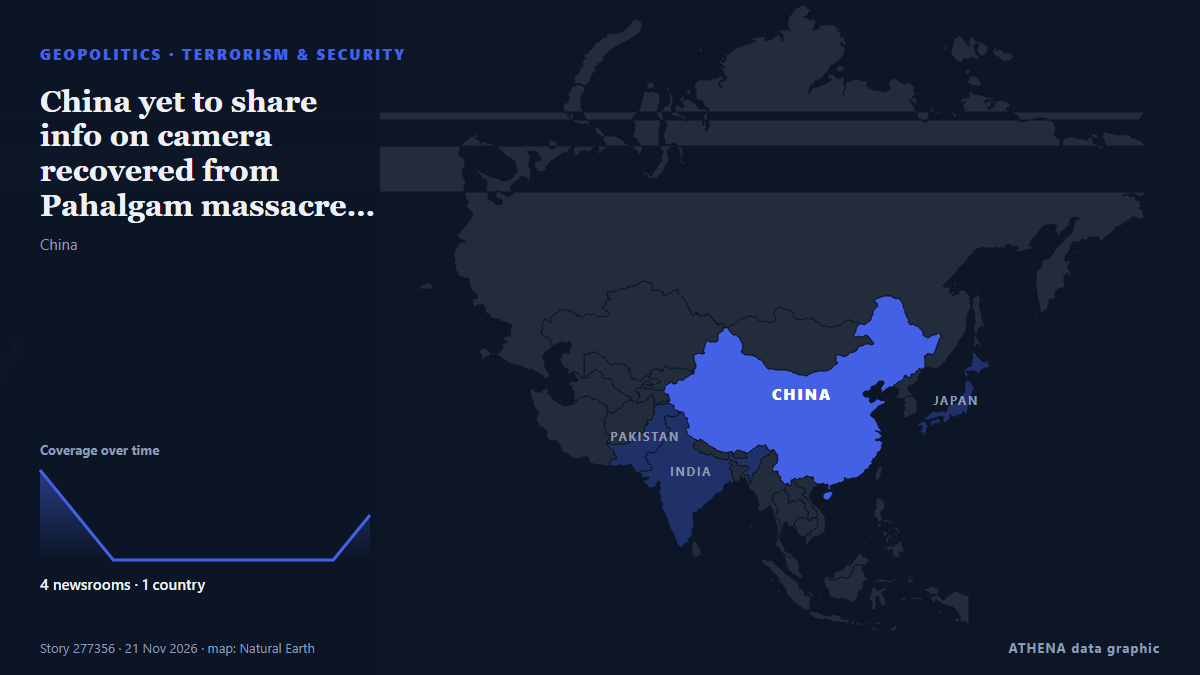 GEOPOLITICS · TERRORISM & SECURITY
China yet to share
info on camera
recovered from
Pahalgam massacre...
China
CHINA
JAPAN
PAKISTAN
INDIA
Coverage over time
4 newsrooms · 1 country
Story 277356 · 21 Nov 2026 · map: Natural Earth
ATHENA data graphic